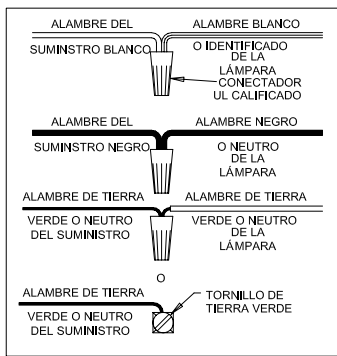 ALAMBRE DEL
ALAMBRE BLANCO
SUMINSTRO BLANCO
O IDENTIFICADO
DE LA
LÁMPARA
CONECTADOR
UL CALIFICADO
ALAMBRE DEL
ALAMBRE NEGRO
SUMINSTRO NEGRO
O NEUTRO
DE LA
LÁMPARA
ALAMBRE DE TIERRA
ALAMBRE DE TIERRA
VERDE O NEUTRO
DEL SUMINISTRO
VERDE O NEUTRO
DE LA
LÁMPARA
O
ALAMBRE DE TIERRA
VERDE O NEUTRO
DEL SUMINISTRO
TORNILLO DE
TIERRA VERDE